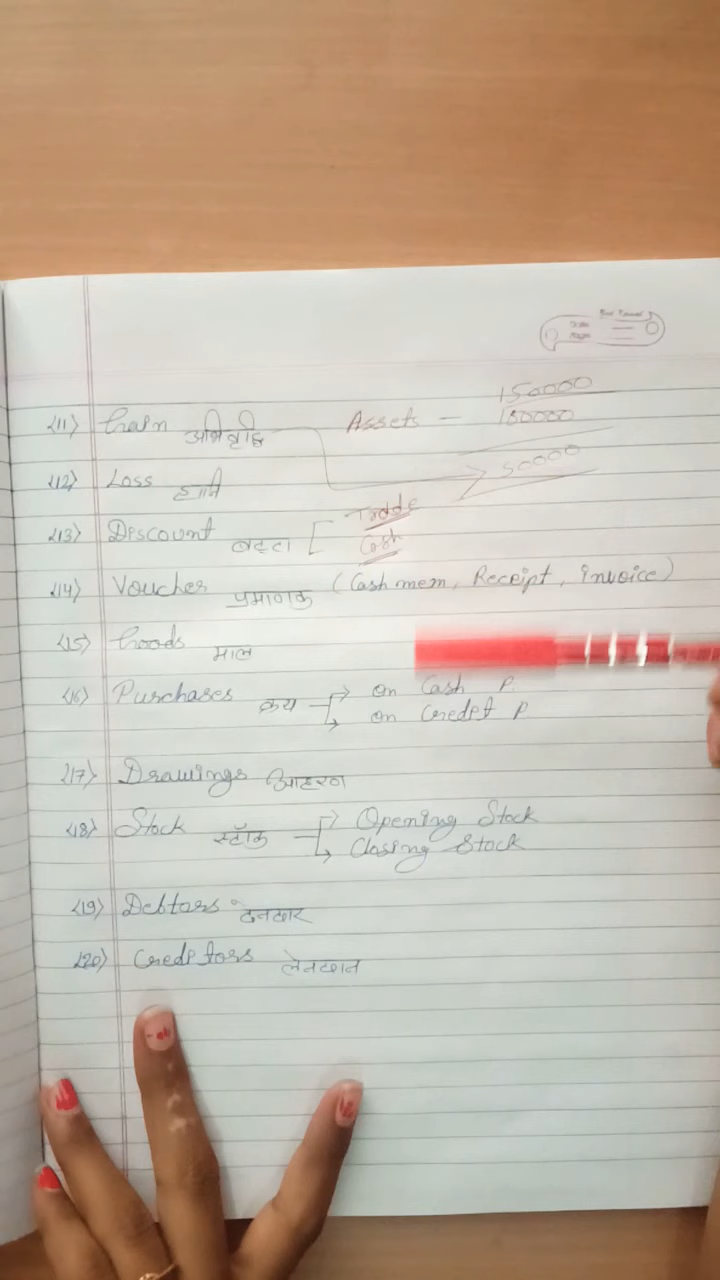 150000
(11) Gain अभिवृद्धि Assets - 100000
50000
(12) Loss हानि
Trade
(13) Discount बट्टा [ Cash
(14) Voucher प्रमाणक (Cash mem, Receipt, invoice)
(15) Goods माल
(16) Purchases क्रय → on Cash P.
→ on Credit P.
(17) Drawings आहरण
(18) Stock स्टॉक → Opening Stock
→ Closing Stock
(19) Debtors देनदार
(20) Creditors लेनदार